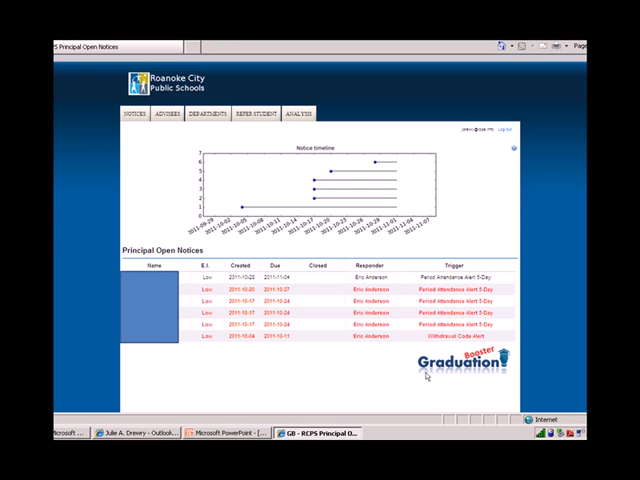 PS Principal Open Notices
Page
Roanoke City
Public Schools
NOTICES ADVISEES DEPARTMENTS REFER STUDENT ANALYSIS
Log Out
Notice timeline
7
6
5
4
3
2
1
0
2011-09-29 2011-10-02 2011-10-05 2011-10-08 2011-10-11 2011-10-14 2011-10-17 2011-10-20 2011-10-23 2011-10-26 2011-10-29 2011-11-01 2011-11-04 2011-11-07
Principal Open Notices
Name E.I. Created Due Closed Responder Trigger
Low 2011-10-28 2011-11-04 Eric Anderson Period Attendance Alert 5-Day
Low 2011-10-20 2011-10-27 Eric Anderson Period Attendance Alert 5-Day
Low 2011-10-17 2011-10-24 Eric Anderson Period Attendance Alert 5-Day
Low 2011-10-17 2011-10-24 Eric Anderson Period Attendance Alert 5-Day
Low 2011-10-17 2011-10-24 Eric Anderson Period Attendance Alert 5-Day
Low 2011-10-04 2011-10-11 Eric Anderson Withdrawal Code Alert
Booster
Graduation
Internet
icrosoft ... Julie A. Drewry - Outlook... Microsoft PowerPoint - [... GB - RCPS Principal O...